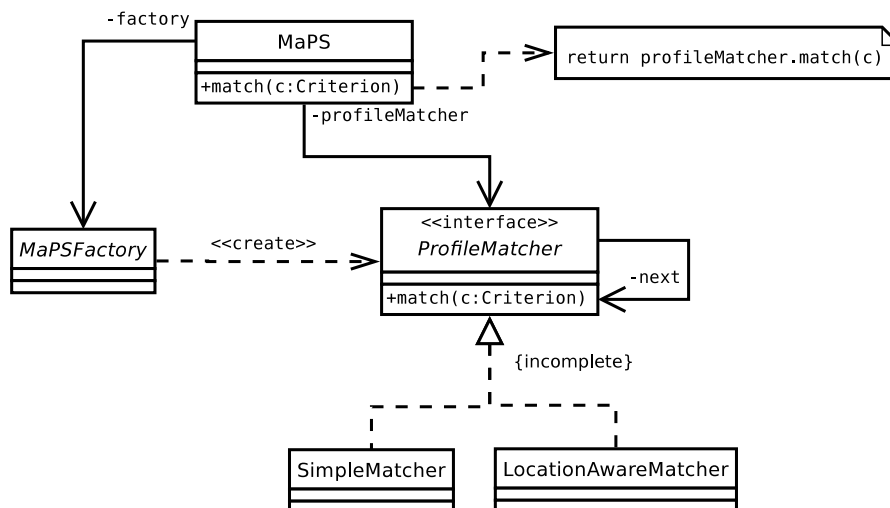 -factory
MaPS
return profileMatcher.match(c)
+match(c:Criterion)
-profileMatcher
<<interface>>
MaPSFactory
<<create>>
ProfileMatcher
-next
+match(c:Criterion)
{incomplete}
SimpleMatcher
LocationAwareMatcher